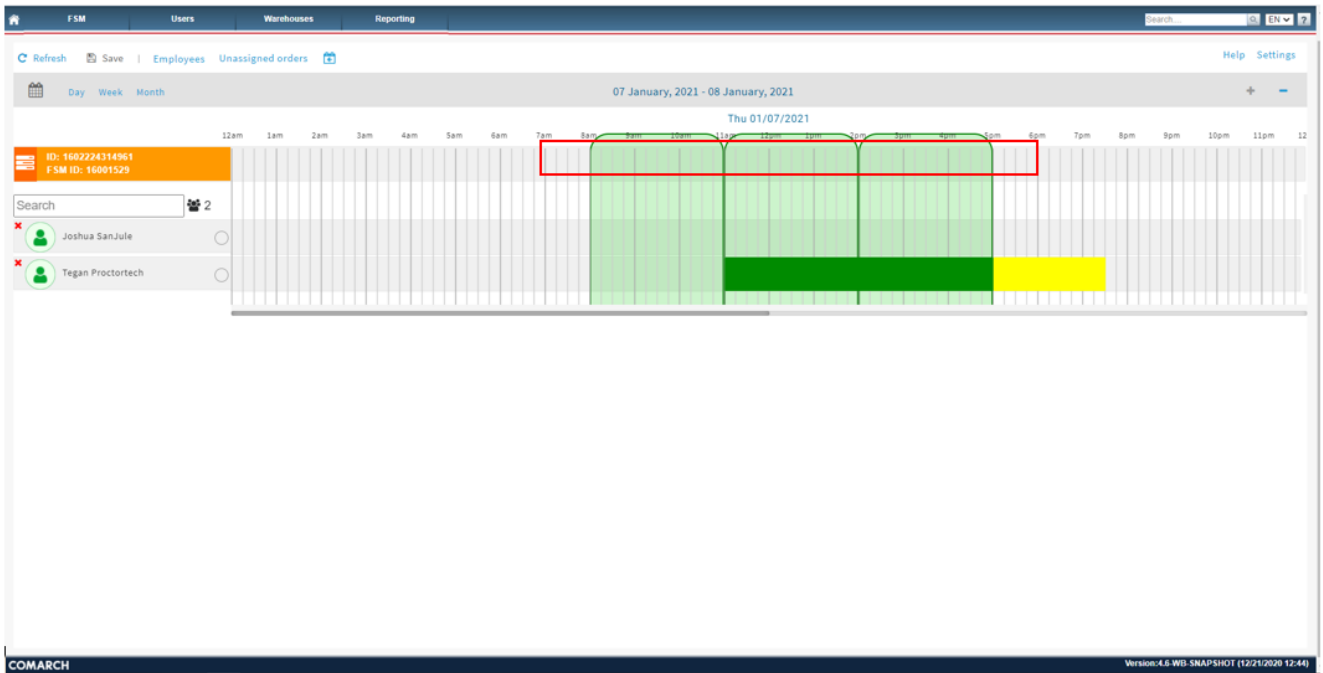 FSM Users Warehouses Reporting Search... EN ?
Refresh Save | Employees Unassigned orders Help Settings
Day Week Month 07 January, 2021 - 08 January, 2021 + −
Thu 01/07/2021
12am 1am 2am 3am 4am 5am 6am 7am 8am 9am 10am 11am 12pm 1pm 2pm 3pm 4pm 5pm 6pm 7pm 8pm 9pm 10pm 11pm 12
ID: 1602224314961
FSM ID: 16001529
Search 2
Joshua SanJule
Tegan Proctortech
COMARCH Version:4.6-WB-SNAPSHOT (12/21/2020 12:44)